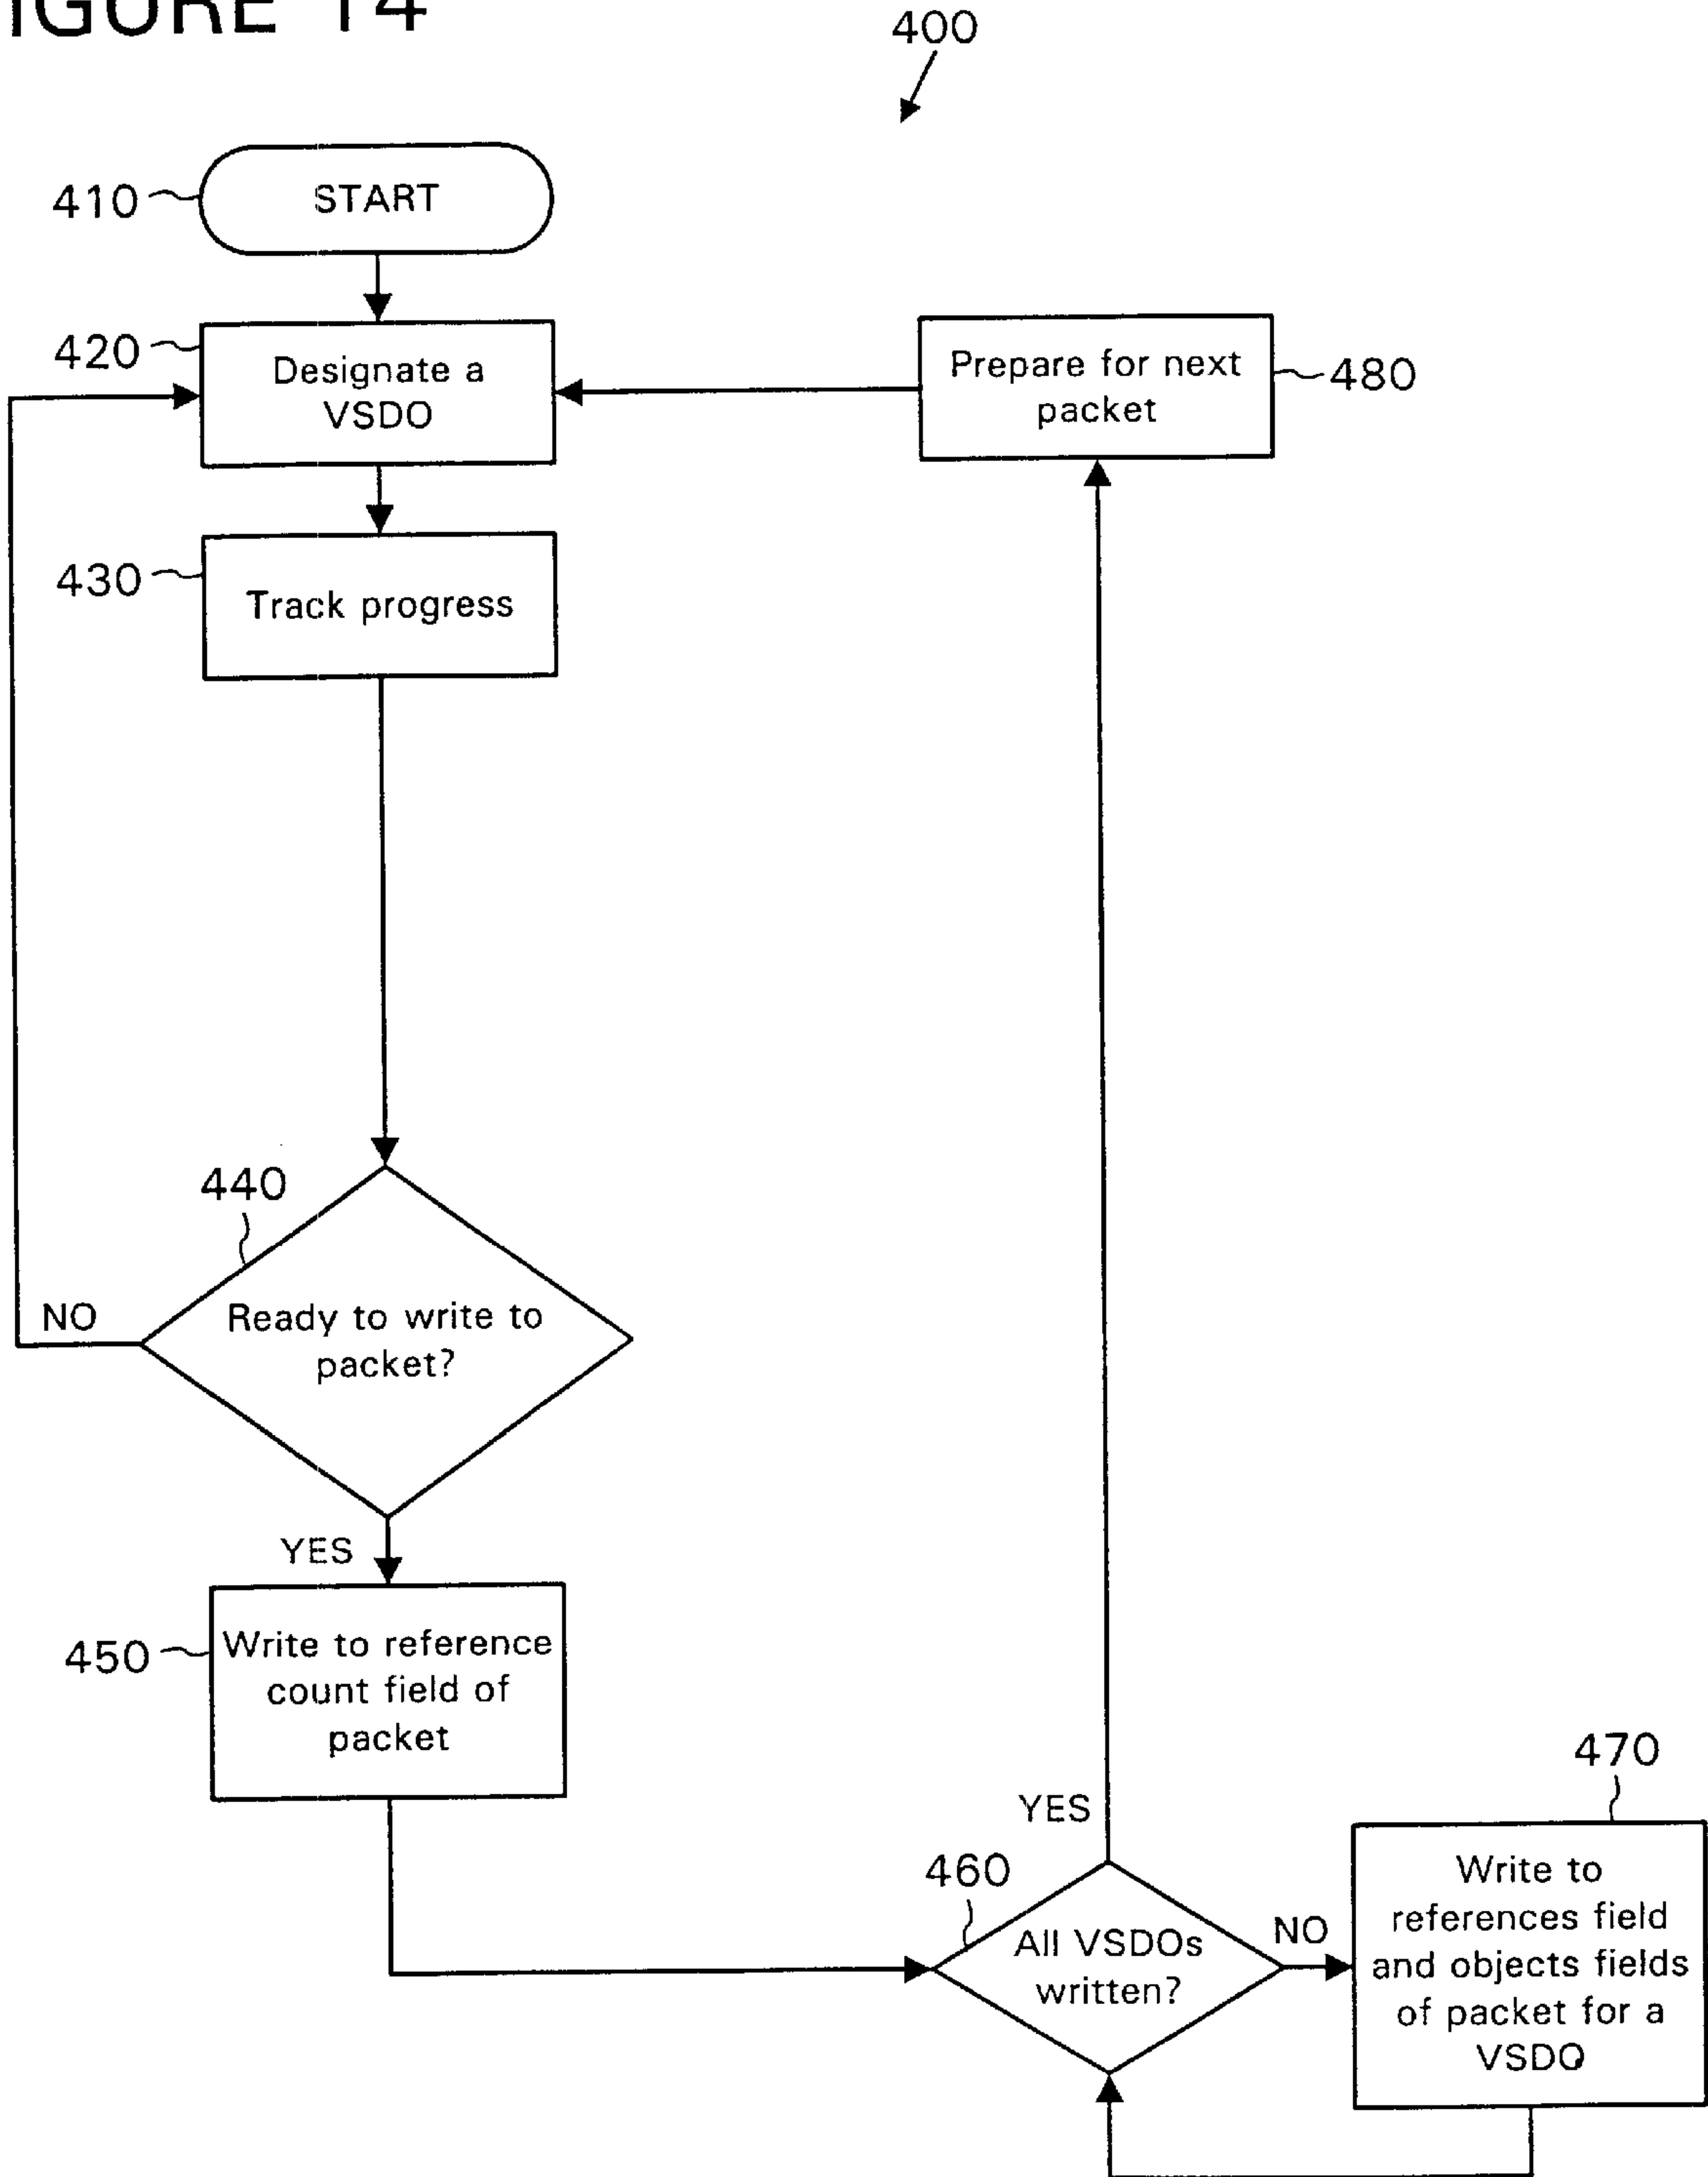 IGURE 14
400
410
START
420
Designate a
VSDO
Prepare for next
packet
480
430
Track progress
440
Ready to write to
packet?
NO
YES
450
Write to reference
count field of
packet
YES
460
All VSDOs
written?
NO
470
Write to
references field
and objects fields
of packet for a
VSDO